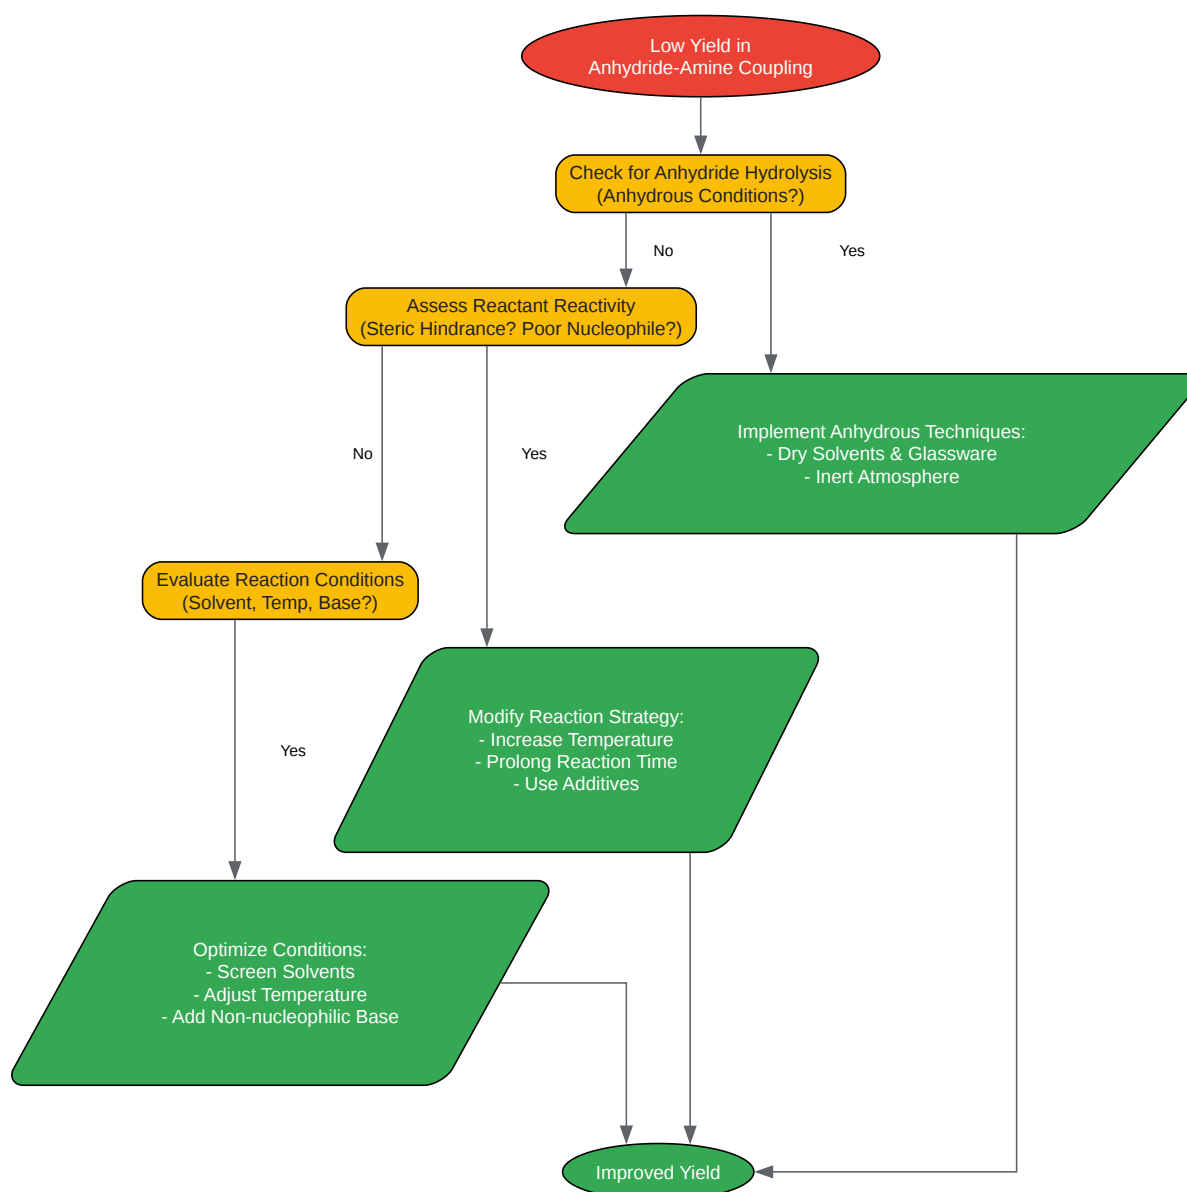 Low Yield in
Anhydride-Amine Coupling
Check for Anhydride Hydrolysis
(Anhydrous Conditions?)
No
Yes
Assess Reactant Reactivity
(Steric Hindrance? Poor Nucleophile?)
Implement Anhydrous Techniques:
- Dry Solvents & Glassware
- Inert Atmosphere
No
Yes
Evaluate Reaction Conditions
(Solvent, Temp, Base?)
Modify Reaction Strategy:
- Increase Temperature
- Prolong Reaction Time
- Use Additives
Yes
Optimize Conditions:
- Screen Solvents
- Adjust Temperature
- Add Non-nucleophilic Base
Improved Yield